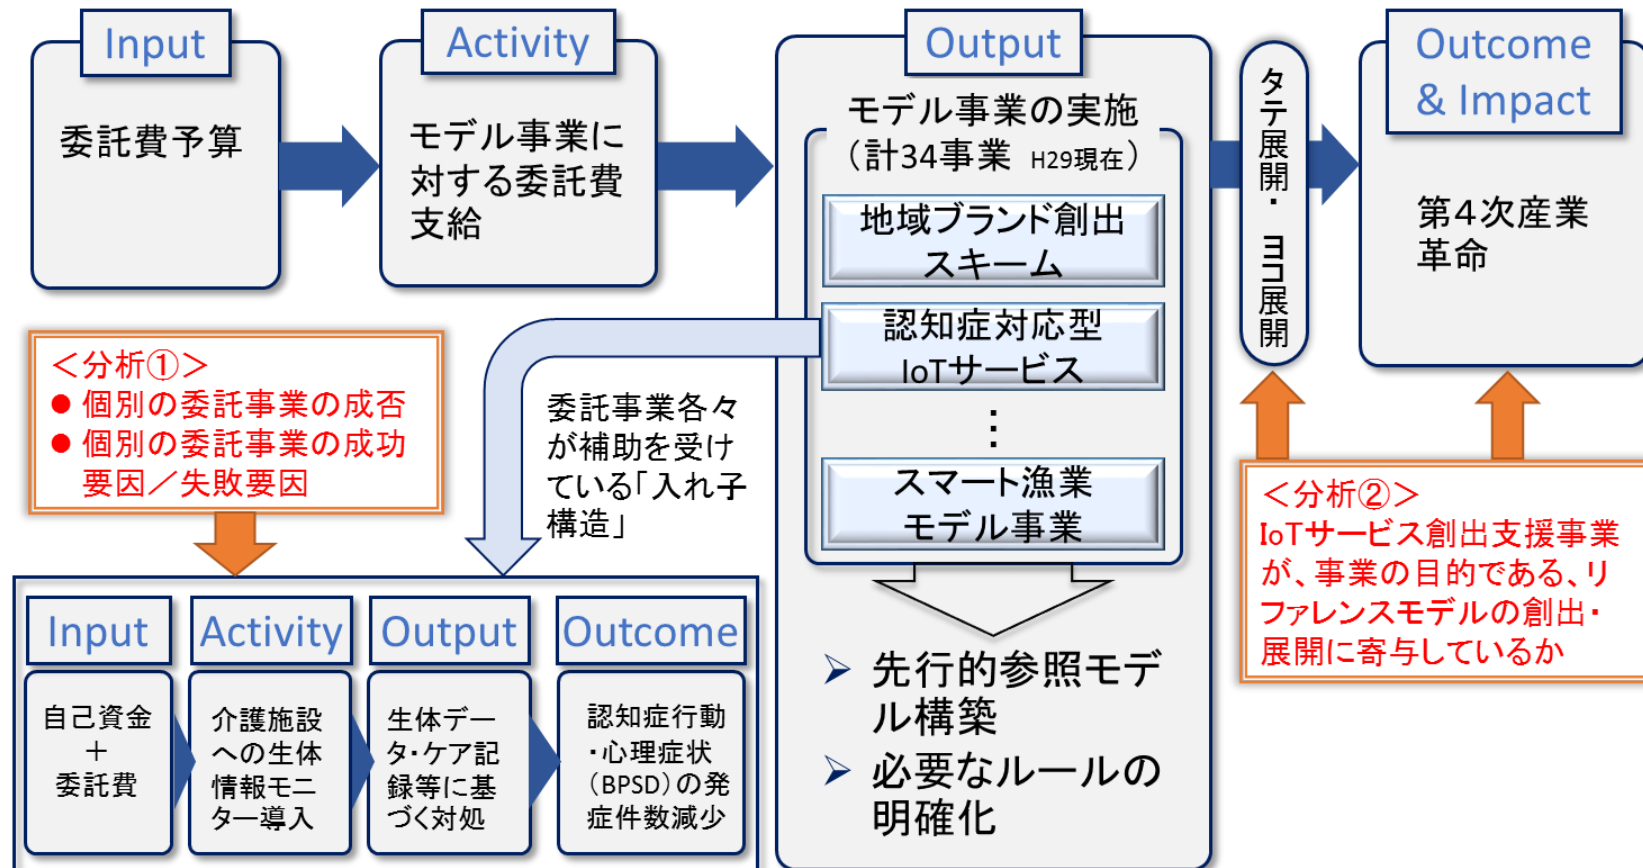 Input
委託費予算
Activity
モデル事業に
対する委託費
支給
Output
モデル事業の実施
（計34事業 H29現在）
地域ブランド創出
スキーム
認知症対応型
IoTサービス
⋮
スマート漁業
モデル事業
➢ 先行的参照モデ
ル構築
➢ 必要なルールの
明確化
タテ展開・ヨコ展開
Outcome
& Impact
第４次産業
革命
＜分析①＞
● 個別の委託事業の成否
● 個別の委託事業の成功
要因／失敗要因
委託事業各々
が補助を受け
ている「入れ子
構造」
＜分析②＞
IoTサービス創出支援事業
が、事業の目的である、リ
ファレンスモデルの創出・
展開に寄与しているか
Input
自己資金
＋
委託費
Activity
介護施設
への生体
情報モニ
ター導入
Output
生体デー
タ・ケア記
録等に基
づく対処
Outcome
認知症行動
・心理症状
（BPSD）の発
症件数減少